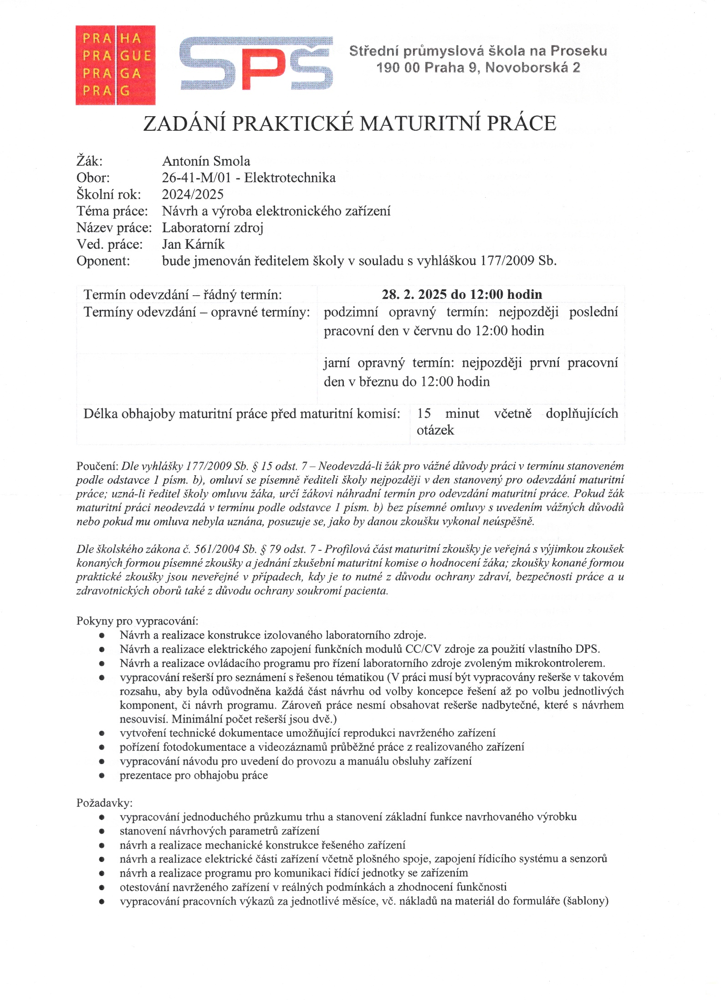 PRA HA
PRA GUE
PRA GA
PRA G
SPŠ
Střední průmyslová škola na Proseku
190 00 Praha 9, Novoborská 2
ZADÁNÍ PRAKTICKÉ MATURITNÍ PRÁCE
Žák: Antonín Smola
Obor: 26-41-M/01 - Elektrotechnika
Školní rok: 2024/2025
Téma práce: Návrh a výroba elektronického zařízení
Název práce: Laboratorní zdroj
Ved. práce: Jan Kárník
Oponent: bude jmenován ředitelem školy v souladu s vyhláškou 177/2009 Sb.
Termín odevzdání – řádný termín: 28. 2. 2025 do 12:00 hodin
Termíny odevzdání – opravné termíny: podzimní opravný termín: nejpozději poslední
pracovní den v červnu do 12:00 hodin
jarní opravný termín: nejpozději první pracovní
den v březnu do 12:00 hodin
Délka obhajoby maturitní práce před maturitní komisí: 15 minut včetně doplňujících
otázek
Poučení: Dle vyhlášky 177/2009 Sb. § 15 odst. 7 – Neodevzdá-li žák pro vážné důvody práci v termínu stanoveném
podle odstavce 1 písm. b), omluví se písemně řediteli školy nejpozději v den stanovený pro odevzdání maturitní
práce; uzná-li ředitel školy omluvu žáka, určí žákovi náhradní termín pro odevzdání maturitní práce. Pokud žák
maturitní práci neodevzdá v termínu podle odstavce 1 písm. b) bez písemné omluvy s uvedením vážných důvodů
nebo pokud mu omluva nebyla uznána, posuzuje se, jako by danou zkoušku vykonal neúspěšně.
Dle školského zákona č. 561/2004 Sb. § 79 odst. 7 - Profilová část maturitní zkoušky je veřejná s výjimkou zkoušek
konaných formou písemné zkoušky a jednání zkušební maturitní komise o hodnocení žáka; zkoušky konané formou
praktické zkoušky jsou neveřejné v případech, kdy je to nutné z důvodu ochrany zdraví, bezpečnosti práce a u
zdravotnických oborů také z důvodu ochrany soukromí pacienta.
Pokyny pro vypracování:
● Návrh a realizace konstrukce izolovaného laboratorního zdroje.
● Návrh a realizace elektrického zapojení funkčních modulů CC/CV zdroje za použití vlastního DPS.
● Návrh a realizace ovládacího programu pro řízení laboratorního zdroje zvoleným mikrokontrolerem.
● vypracování rešerší pro seznámení s řešenou tématikou (V práci musí být vypracovány rešerše v takovém
rozsahu, aby byla odůvodněna každá část návrhu od volby koncepce řešení až po volbu jednotlivých
komponent, či návrh programu. Zároveň práce nesmí obsahovat rešerše nadbytečné, které s návrhem
nesouvisí. Minimální počet rešerší jsou dvě.)
● vytvoření technické dokumentace umožňující reprodukci navrženého zařízení
● pořízení fotodokumentace a videozáznamů průběžné práce z realizovaného zařízení
● vypracování návodu pro uvedení do provozu a manuálu obsluhy zařízení
● prezentace pro obhajobu práce
Požadavky:
● vypracování jednoduchého průzkumu trhu a stanovení základní funkce navrhovaného výrobku
● stanovení návrhových parametrů zařízení
● návrh a realizace mechanické konstrukce řešeného zařízení
● návrh a realizace elektrické části zařízení včetně plošného spoje, zapojení řídicího systému a senzorů
● návrh a realizace programu pro komunikaci řídící jednotky se zařízením
● otestování navrženého zařízení v reálných podmínkách a zhodnocení funkčnosti
● vypracování pracovních výkazů za jednotlivé měsíce, vč. nákladů na materiál do formuláře (šablony)